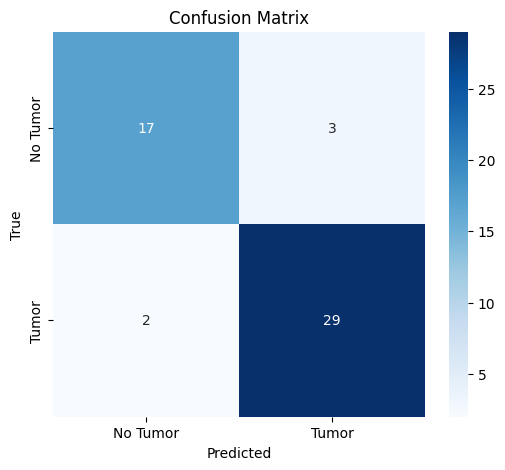 Confusion Matrix
True
No Tumor
17
3
Tumor
2
29
No Tumor
Tumor
Predicted
25
20
15
10
5